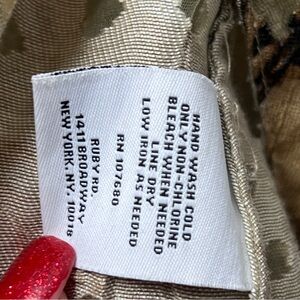 HAND WASH COLD
ONLY NON-CHLORINE
BLEACH WHEN NEEDED
LINE DRY
LOW IRON AS NEEDED
RN 107680
RUBY RD.
1411 BROADWAY
NEW YORK, NY. 10018